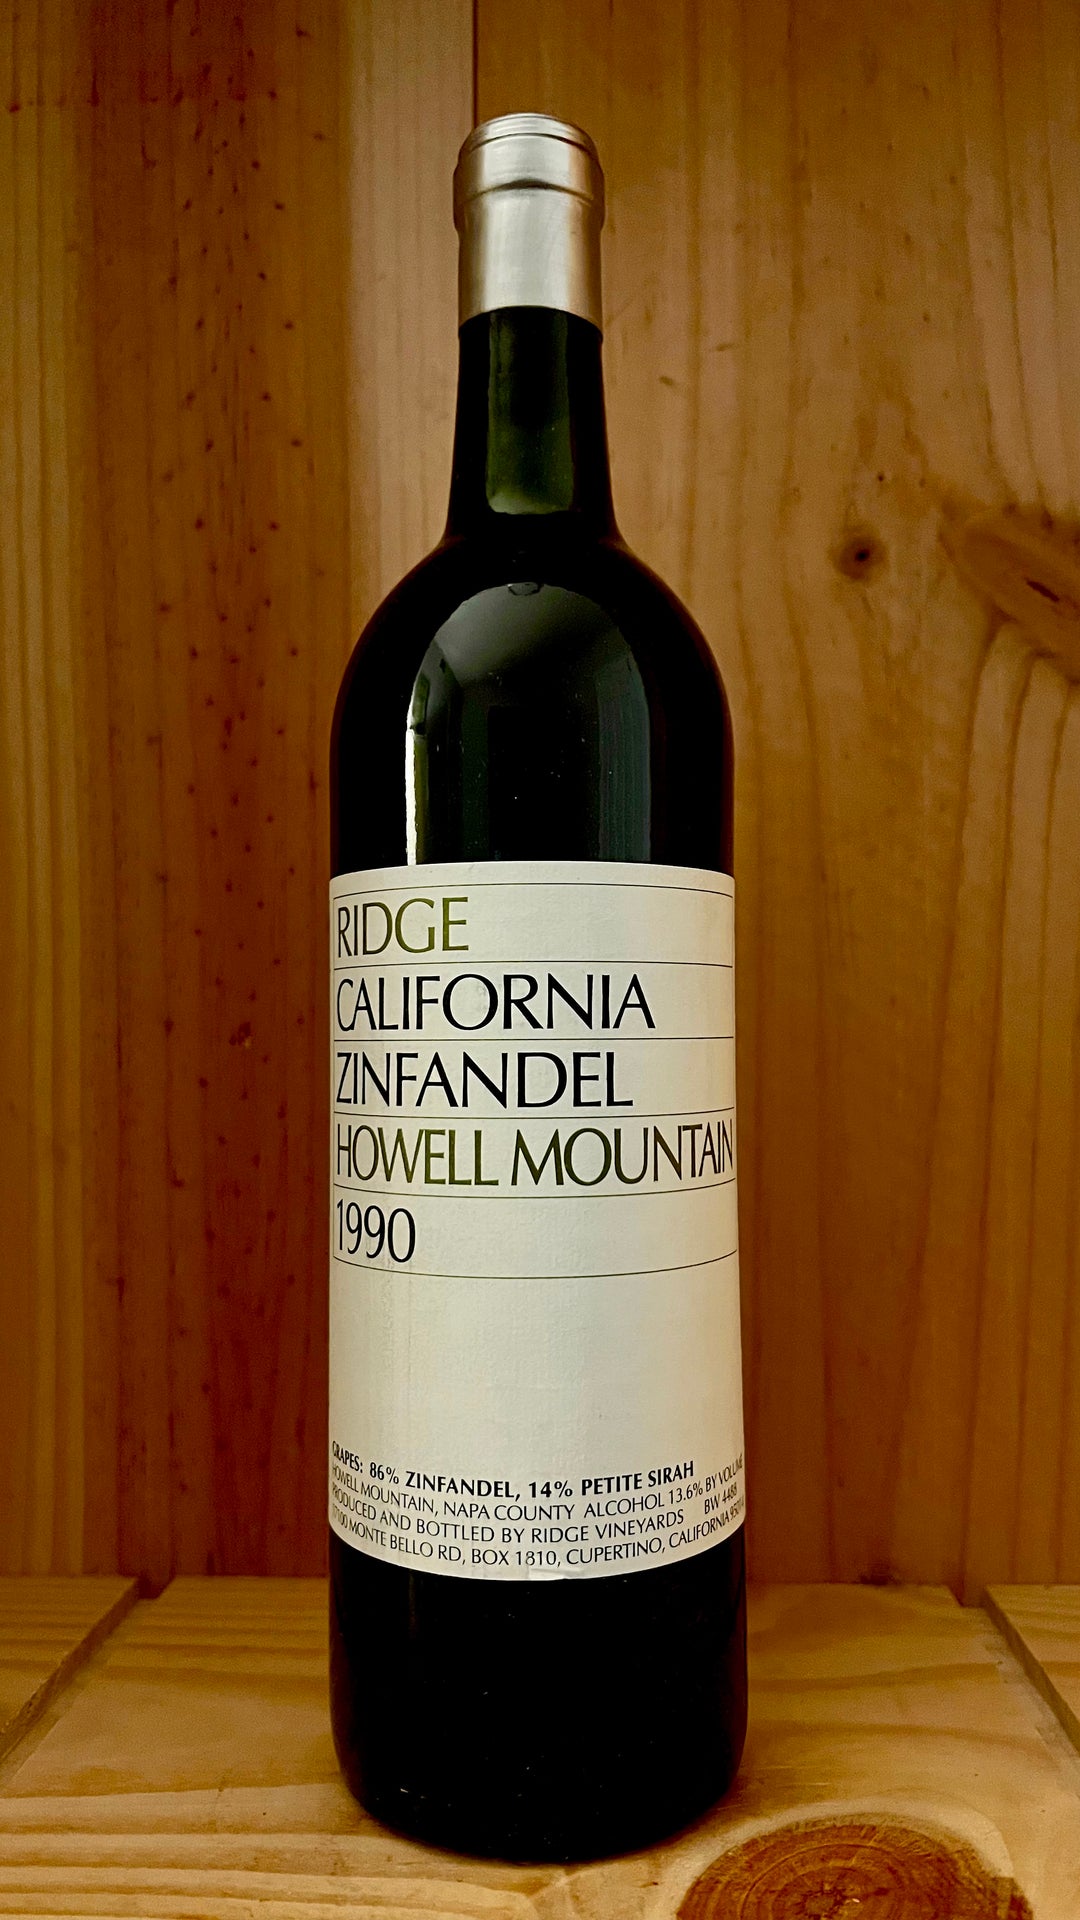 RIDGE
CALIFORNIA
ZINFANDEL
HOWELL MOUNTAIN
1990
GRAPES: 86% ZINFANDEL, 14% PETITE SIRAH
HOWELL MOUNTAIN, NAPA COUNTY ALCOHOL 13.6% BY VOLUME
PRODUCED AND BOTTLED BY RIDGE VINEYARDS BW 4488
17100 MONTE BELLO RD, BOX 1810, CUPERTINO, CALIFORNIA